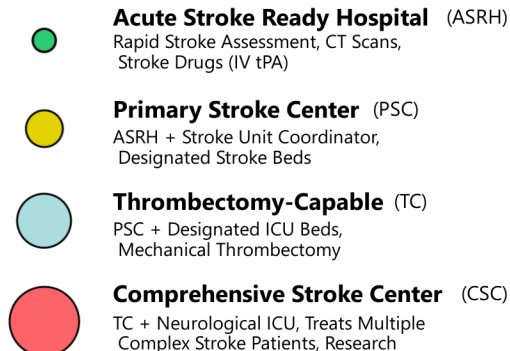 Acute Stroke Ready Hospital (ASRH)
Rapid Stroke Assessment, CT Scans,
Stroke Drugs (IV tPA)
Primary Stroke Center (PSC)
ASRH + Stroke Unit Coordinator,
Designated Stroke Beds
Thrombectomy-Capable (TC)
PSC + Designated ICU Beds,
Mechanical Thrombectomy
Comprehensive Stroke Center (CSC)
TC + Neurological ICU, Treats Multiple
Complex Stroke Patients, Research